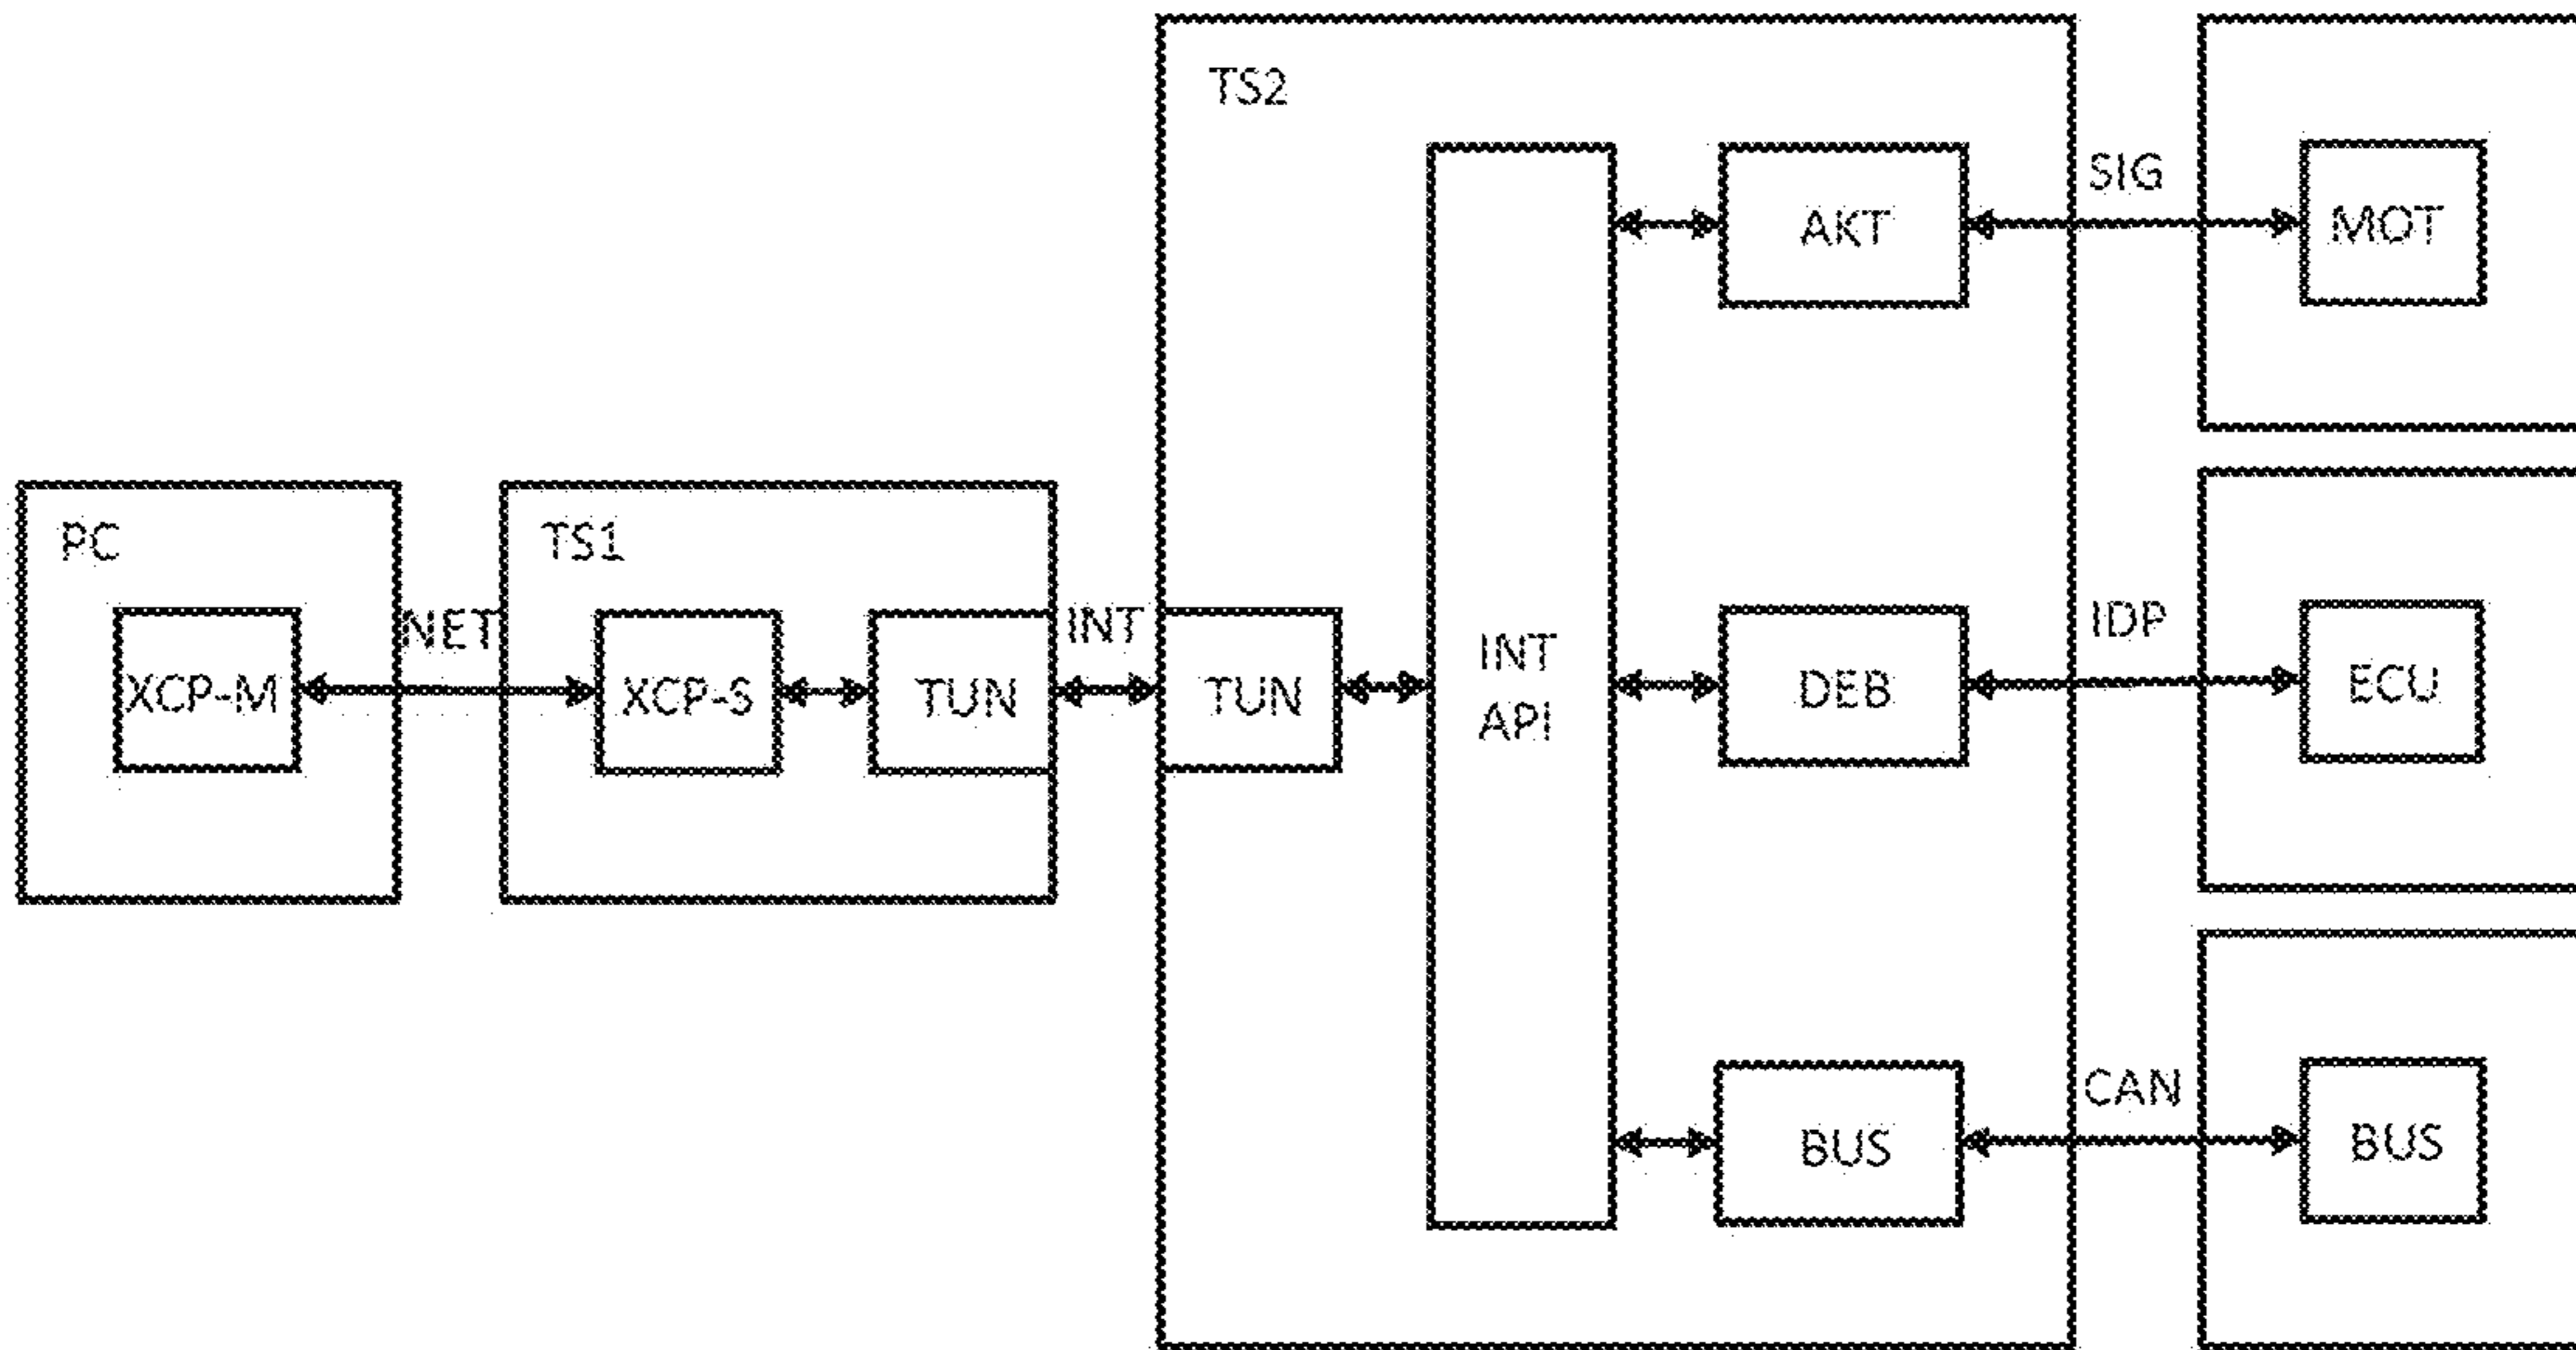 TS2
SIG
AKT
MOT
PC
TS1
NET
INT
IDP
XCP-M
XCP-S
TUN
TUN
INT
API
DEB
ECU
CAN
BUS
BUS